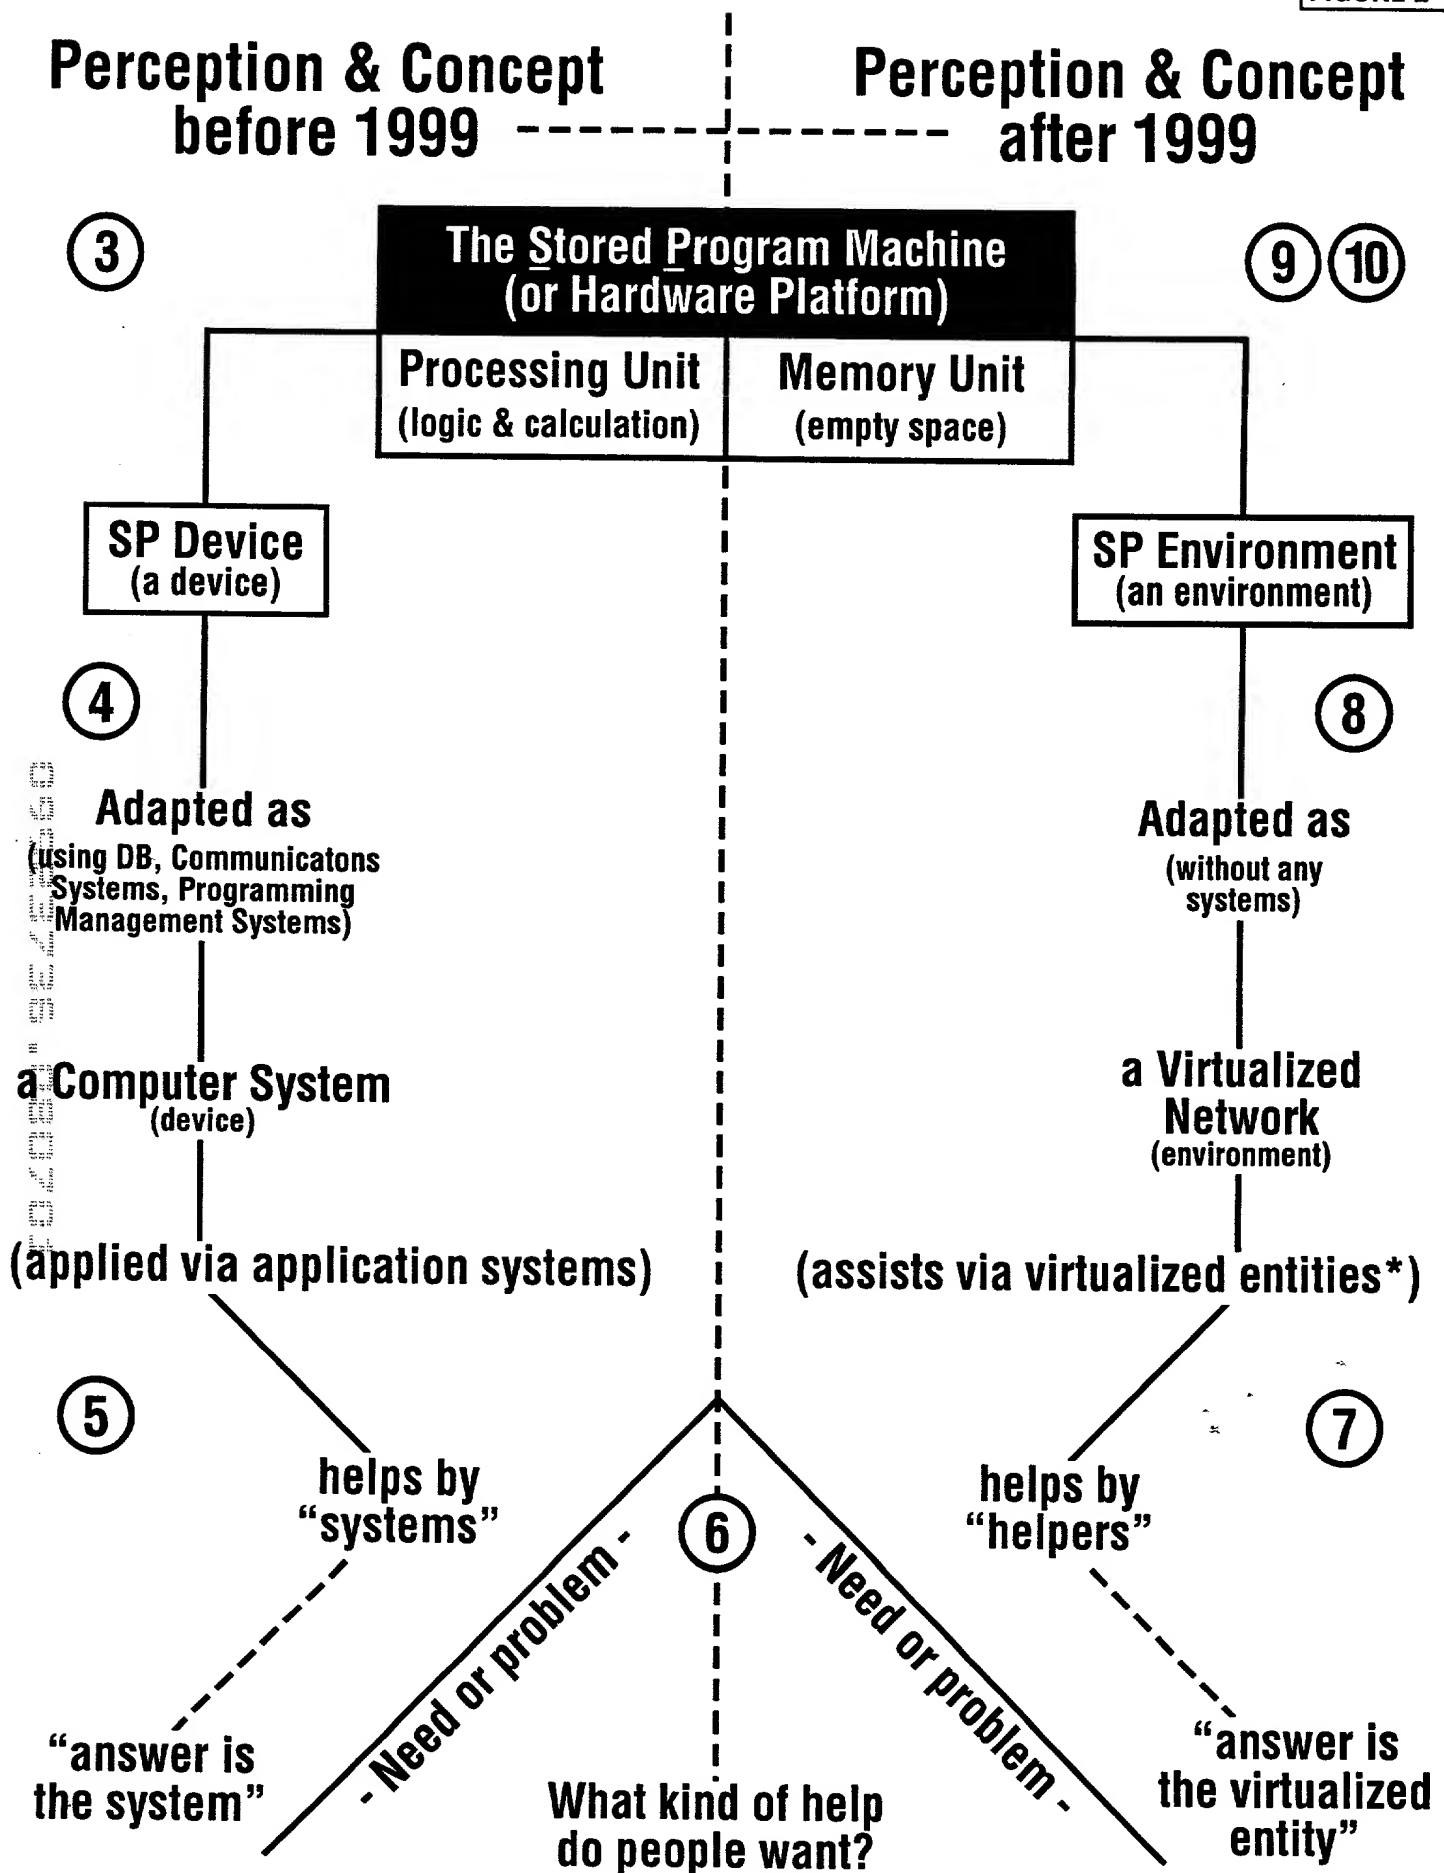 Perception & Concept
before 1999
Perception & Concept
after 1999
3
The Stored Program Machine
(or Hardware Platform)
9
10
Processing Unit
(logic & calculation)
Memory Unit
(empty space)
SP Device
(a device)
SP Environment
(an environment)
4
8
Adapted as
(using DB, Communicatons
Systems, Programming
Management Systems)
Adapted as
(without any
systems)
a Computer System
(device)
a Virtualized
Network
(environment)
(applied via application systems)
(assists via virtualized entities*)
5
7
helps by
“systems”
6
helps by
“helpers”
- Need or problem -
- Need or problem -
“answer is
the system”
What kind of help
do people want?
“answer is
the virtualized
entity”